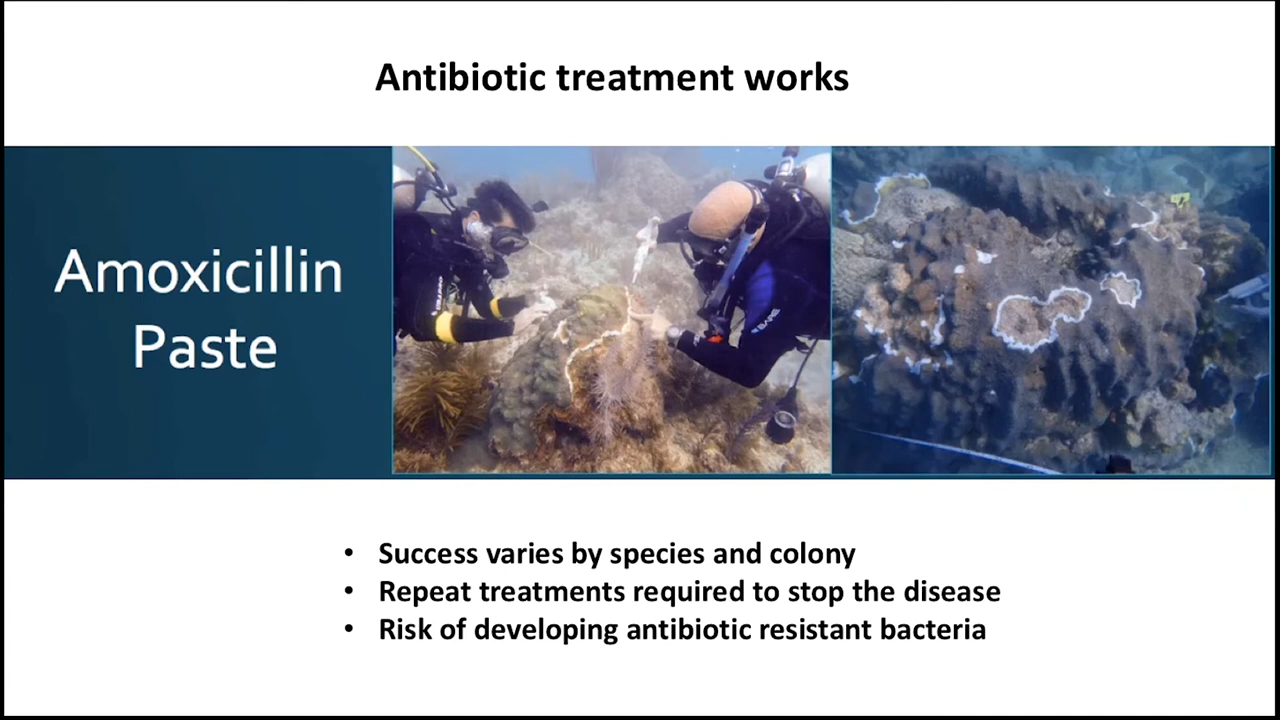 Antibiotic treatment works
Amoxicillin
Paste
• Success varies by species and colony
• Repeat treatments required to stop the disease
• Risk of developing antibiotic resistant bacteria